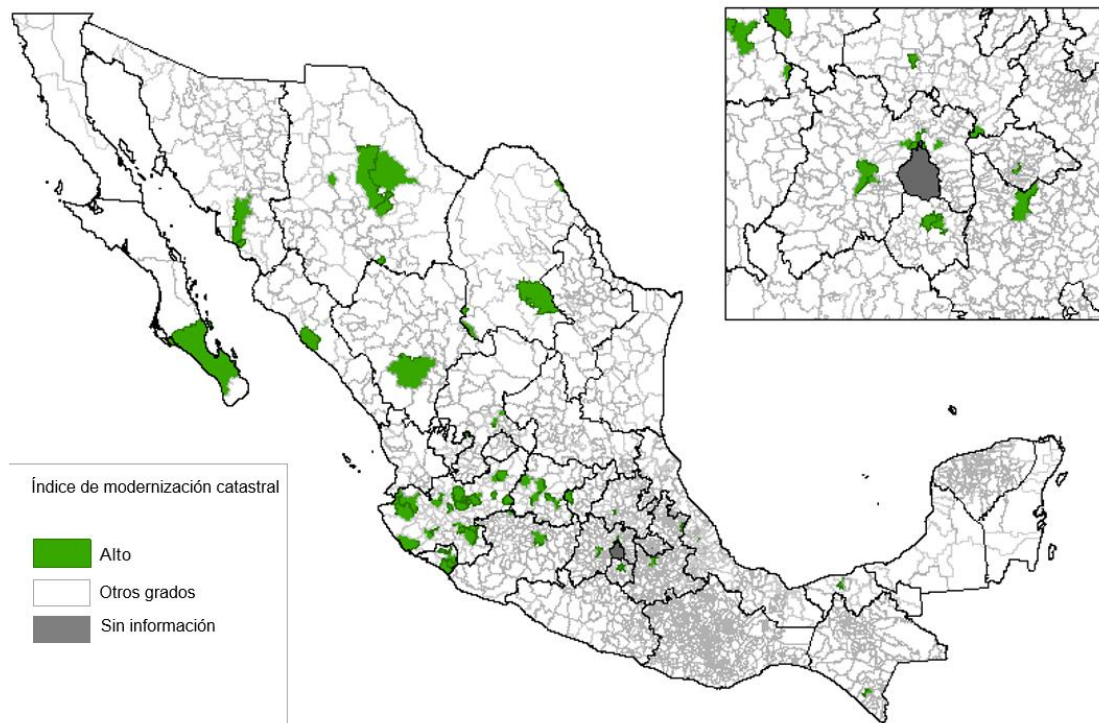 Índice de modernización catastral
Alto
Otros grados
Sin información